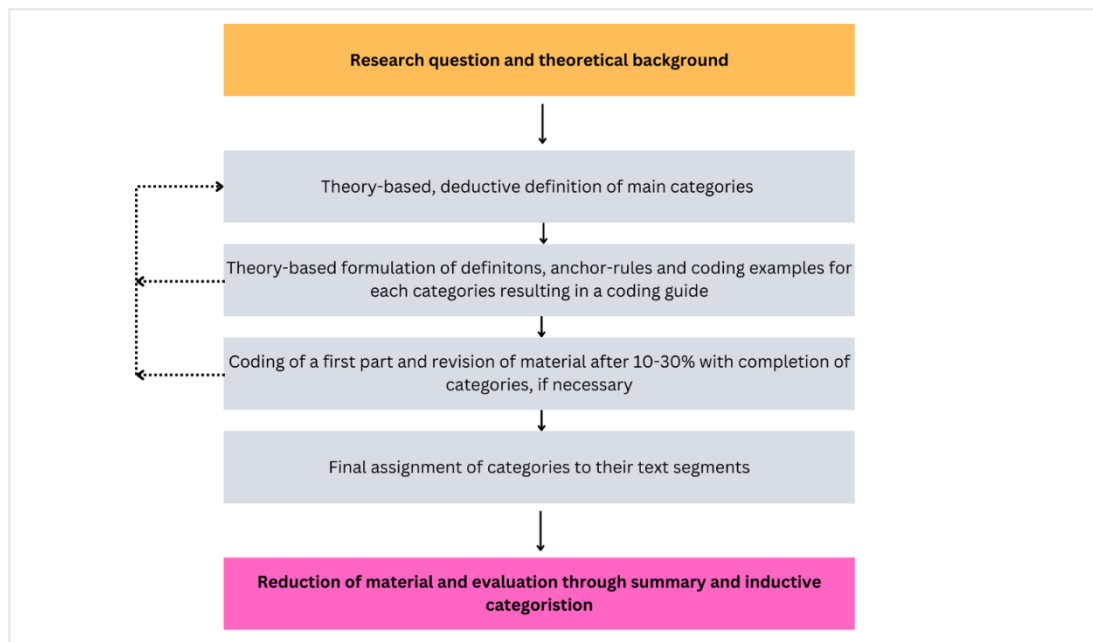 Research question and theoretical background
Theory-based, deductive definition of main categories
Theory-based formulation of definitons, anchor-rules and coding examples for
each categories resulting in a coding guide
Coding of a first part and revision of material after 10-30% with completion of
categories, if necessary
Final assignment of categories to their text segments
Reduction of material and evaluation through summary and inductive
categoristion